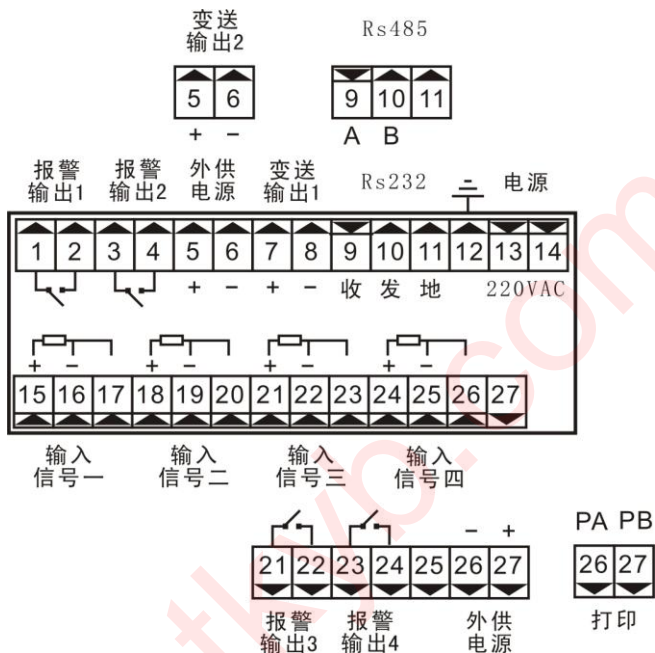 变送
输出2
Rs485
5 6
9 10 11
+ −
A B
报警
输出1
报警
输出2
外供
电源
变送
输出1
Rs232
电源
1 2 3 4 5 6 7 8 9 10 11 12 13 14
+ − + − 收 发 地 220VAC
+ − + − + − + −
15 16 17 18 19 20 21 22 23 24 25 26 27
输入
信号一
输入
信号二
输入
信号三
输入
信号四
− +
PA PB
21 22 23 24 25 26 27
26 27
报警
输出3
报警
输出4
外供
电源
打印
tkyb.com